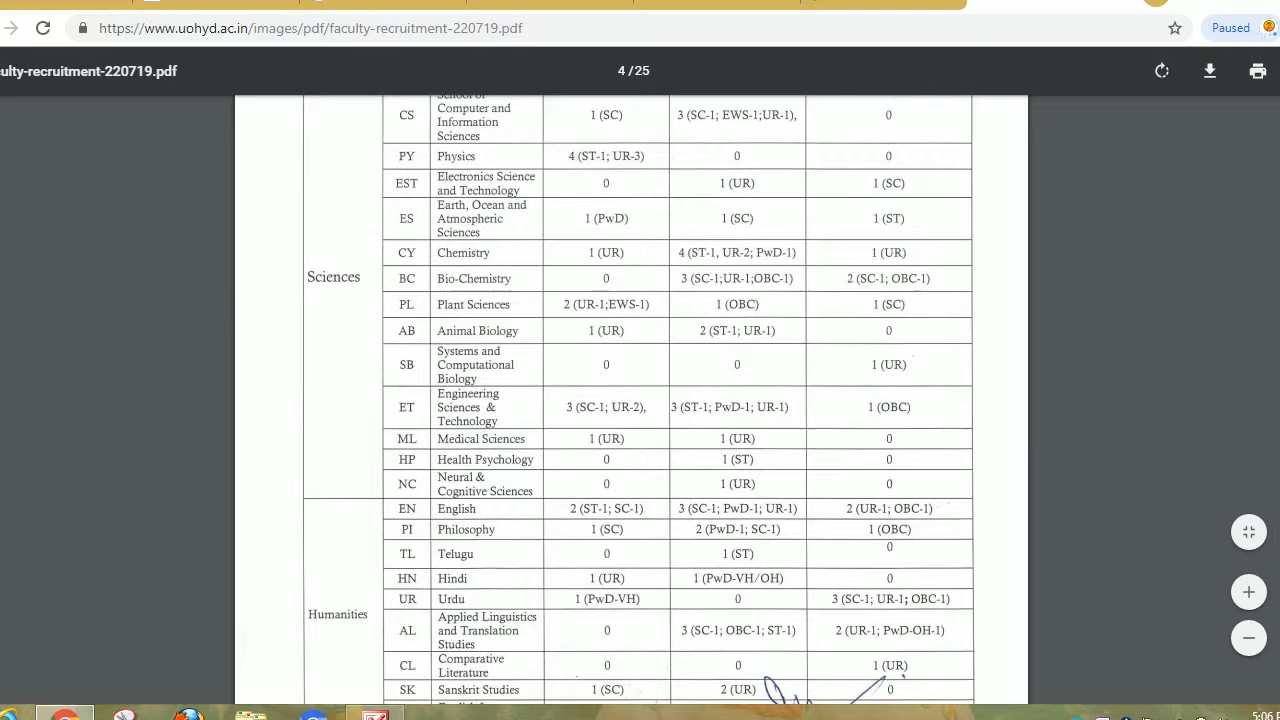 https://www.uohyd.ac.in/images/pdf/faculty-recruitment-220719.pdf
Paused
ulty-recruitment-220719.pdf
4 / 25
Sciences
CS
Computer and
Information
Sciences
1 (SC)
3 (SC-1; EWS-1;UR-1),
0
PY
Physics
4 (ST-1; UR-3)
0
0
EST
Electronics Science
and Technology
0
1 (UR)
1 (SC)
ES
Earth, Ocean and
Atmospheric
Sciences
1 (PwD)
1 (SC)
1 (ST)
CY
Chemistry
1 (UR)
4 (ST-1, UR-2; PwD-1)
1 (UR)
BC
Bio-Chemistry
0
3 (SC-1;UR-1;OBC-1)
2 (SC-1; OBC-1)
PL
Plant Sciences
2 (UR-1;EWS-1)
1 (OBC)
1 (SC)
AB
Animal Biology
1 (UR)
2 (ST-1; UR-1)
0
SB
Systems and
Computational
Biology
0
0
1 (UR)
ET
Engineering
Sciences &
Technology
3 (SC-1; UR-2),
3 (ST-1; PwD-1; UR-1)
1 (OBC)
ML
Medical Sciences
1 (UR)
1 (UR)
0
HP
Health Psychology
0
1 (ST)
0
NC
Neural &
Cognitive Sciences
0
1 (UR)
0
Humanities
EN
English
2 (ST-1; SC-1)
3 (SC-1; PwD-1; UR-1)
2 (UR-1; OBC-1)
PI
Philosophy
1 (SC)
2 (PwD-1; SC-1)
1 (OBC)
TL
Telugu
0
1 (ST)
0
HN
Hindi
1 (UR)
1 (PwD-VH/OH)
0
UR
Urdu
1 (PwD-VH)
0
3 (SC-1; UR-1; OBC-1)
AL
Applied Linguistics
and Translation
Studies
0
3 (SC-1; OBC-1; ST-1)
2 (UR-1; PwD-OH-1)
CL
Comparative
Literature
0
0
1 (UR)
SK
Sanskrit Studies
1 (SC)
2 (UR)
0
5:06 P